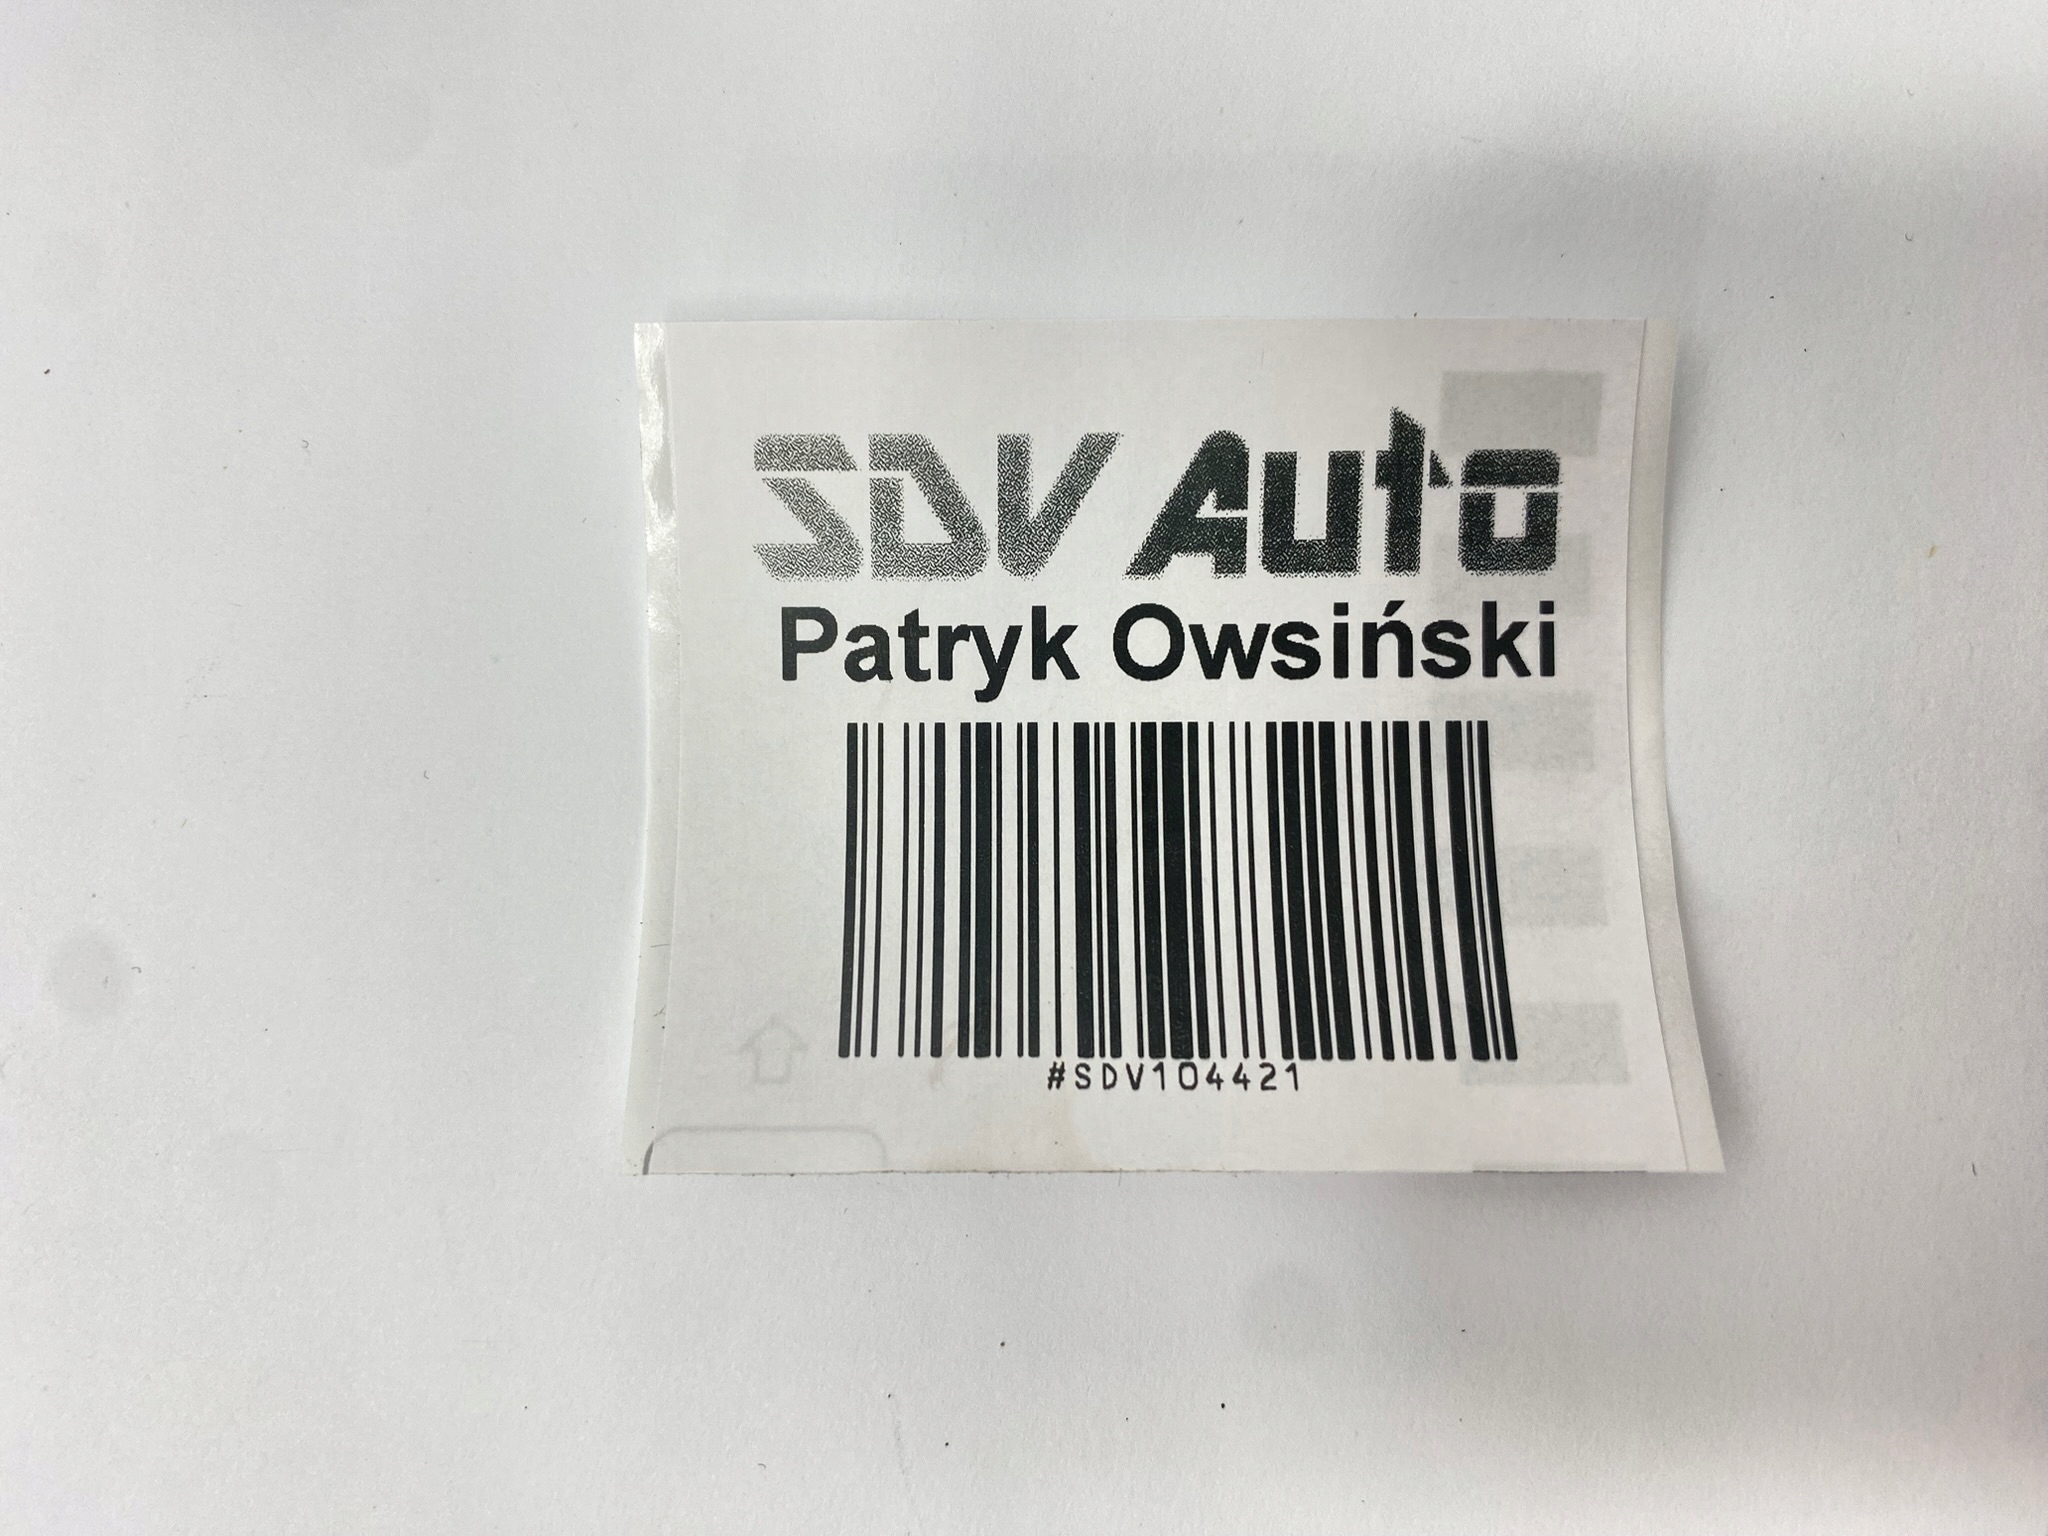 SDV Auto
Patryk Owsiński
#SDV104421